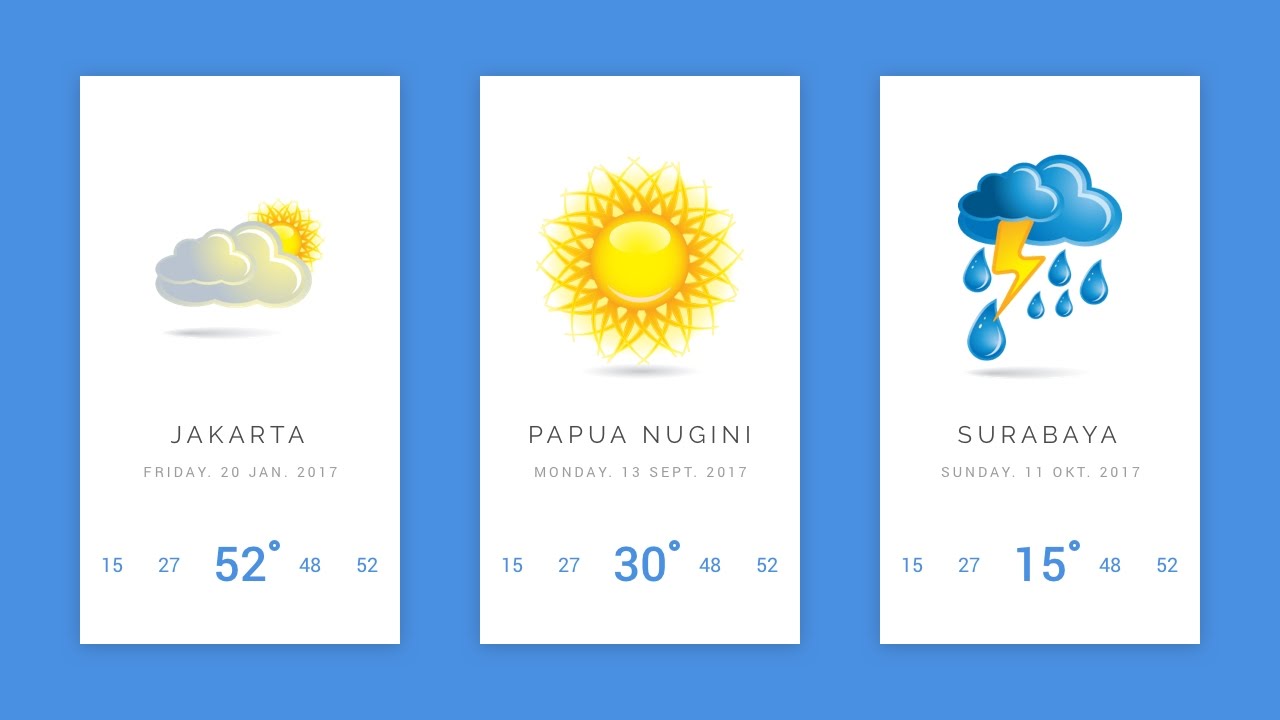 JAKARTA
FRIDAY. 20 JAN. 2017
15 27 52° 48 52
PAPUA NUGINI
MONDAY. 13 SEPT. 2017
15 27 30° 48 52
SURABAYA
SUNDAY. 11 OKT. 2017
15 27 15° 48 52